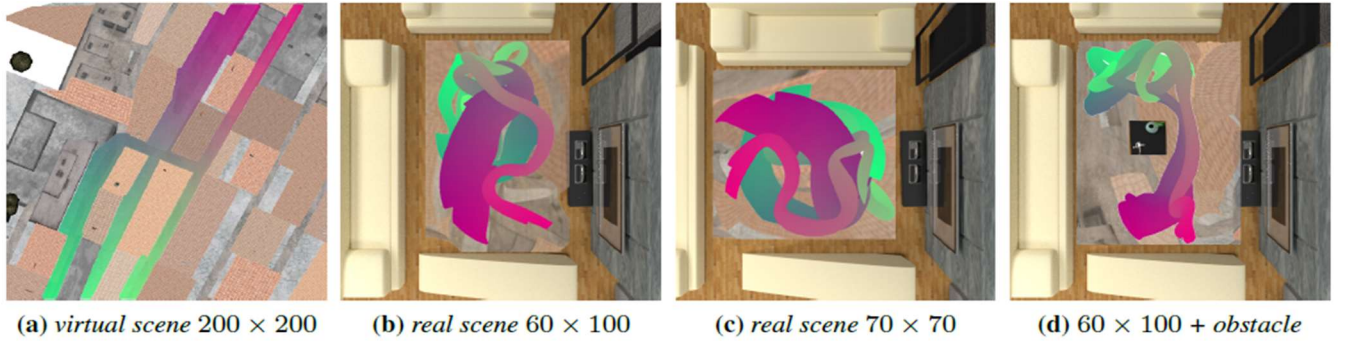 (a) virtual scene 200 × 200
(b) real scene 60 × 100
(c) real scene 70 × 70
(d) 60 × 100 + obstacle